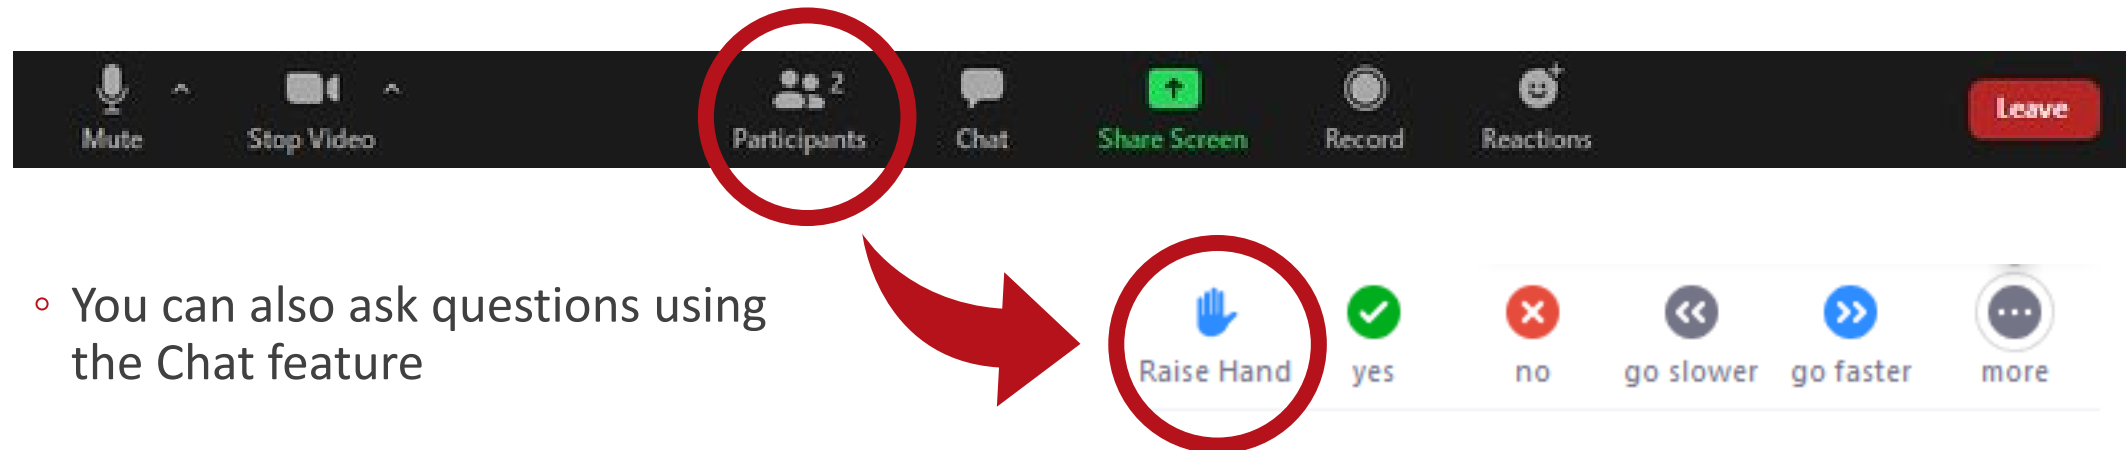 2
Mute
Stop Video
Participants
Chat
Share Screen
Record
Reactions
Leave
◦ You can also ask questions using
the Chat feature
Raise Hand
yes
no
go slower
go faster
more